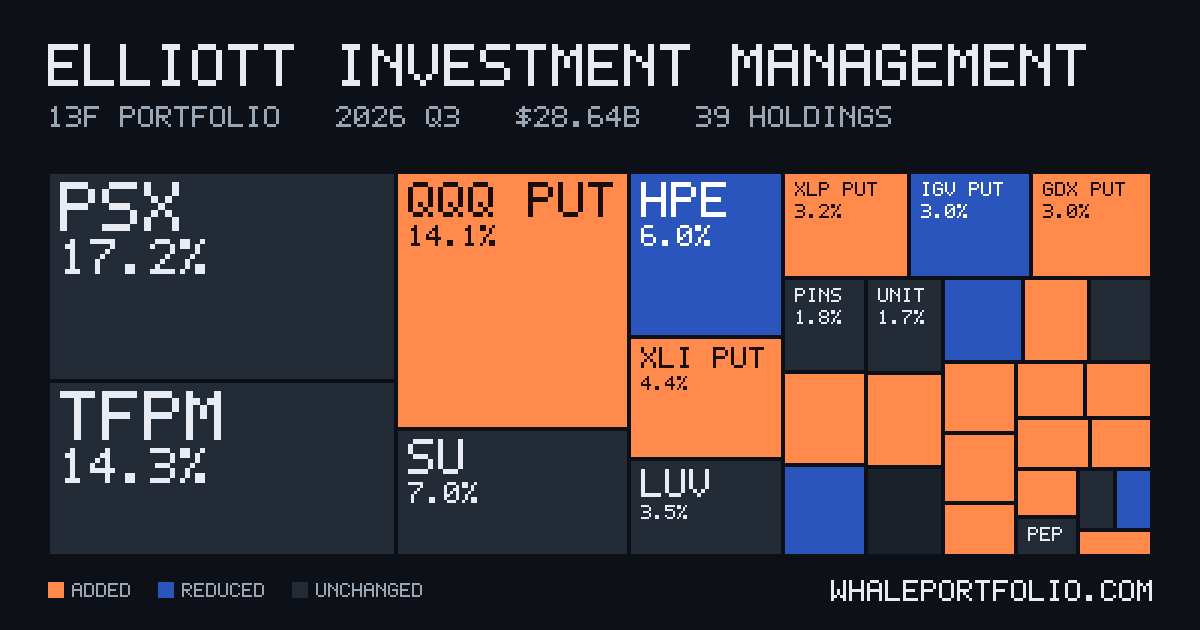 ELLIOTT INVESTMENT MANAGEMENT
13F PORTFOLIO 2026 Q3 $28.64B 39 HOLDINGS
PSX
17.2%
TFPM
14.3%
QQQ PUT
14.1%
SU
7.0%
HPE
6.0%
XLI PUT
4.4%
LUV
3.5%
XLP PUT
3.2%
IGV PUT
3.0%
GDX PUT
3.0%
PINS
1.8%
UNIT
1.7%
PEP
ADDED REDUCED UNCHANGED
WHALEPORTFOLIO.COM